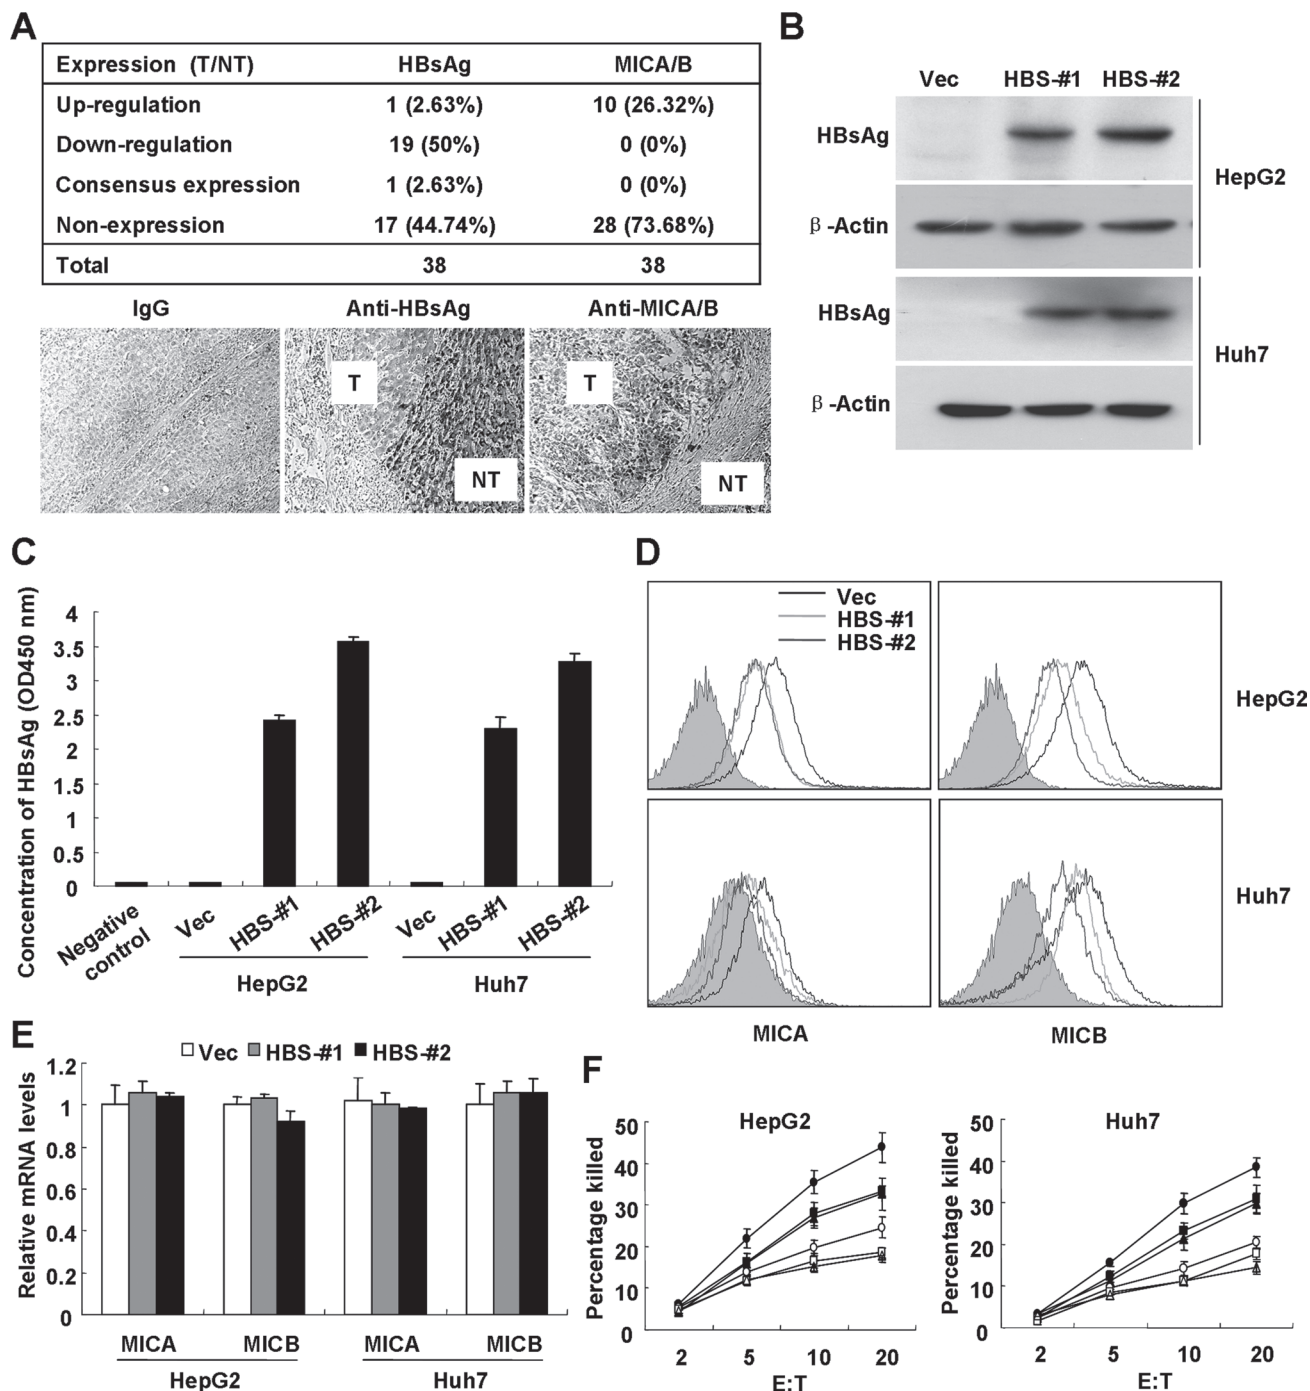 A
Expression (T/NT) HBsAg MICA/B
Up-regulation 1 (2.63%) 10 (26.32%)
Down-regulation 19 (50%) 0 (0%)
Consensus expression 1 (2.63%) 0 (0%)
Non-expression 17 (44.74%) 28 (73.68%)
Total 38 38
IgG Anti-HBsAg Anti-MICA/B
T NT T NT
B
Vec HBS-#1 HBS-#2
HBsAg
β-Actin
HepG2
HBsAg
β-Actin
Huh7
C
Concentration of HBsAg (OD450 nm)
4
3.5
3
2.5
2
1.5
1
0.5
0
Negative control Vec HBS-#1 HBS-#2 Vec HBS-#1 HBS-#2
HepG2 Huh7
D
Vec
HBS-#1
HBS-#2
HepG2
Huh7
MICA MICB
E
Vec HBS-#1 HBS-#2
Relative mRNA levels
1.2
1
0.8
0.6
0.4
0.2
0
MICA MICB MICA MICB
HepG2 Huh7
F
HepG2
Percentage killed
50
40
30
20
10
0
2 5 10 20
E:T
Huh7
Percentage killed
50
40
30
20
10
0
2 5 10 20
E:T